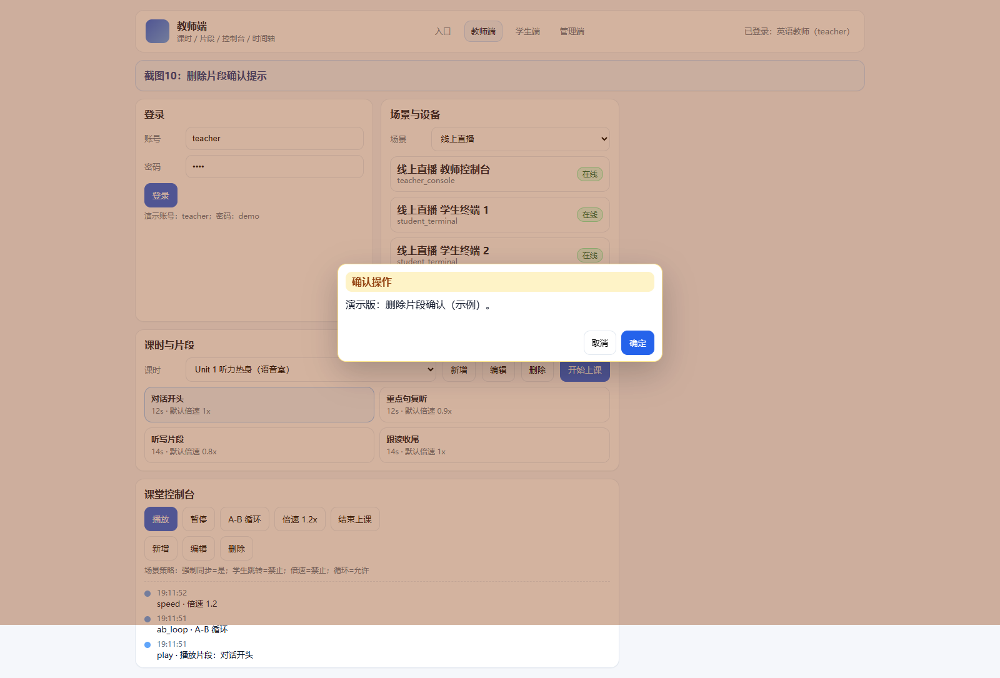 教师端
课时 / 片段 / 控制台 / 时间轴
入口
教师端
学生端
管理端
已登录：英语教师（teacher）
截图10：删除片段确认提示
登录
账号
teacher
密码
••••
登录
演示账号：teacher；密码：demo
场景与设备
场景
线上直播
线上直播 教师控制台
teacher_console
在线
线上直播 学生终端 1
student_terminal
在线
线上直播 学生终端 2
student_terminal
在线
确认操作
演示版：删除片段确认（示例）。
取消
确定
课时与片段
课时
Unit 1 听力热身（语音室）
新增
编辑
删除
开始上课
对话开头
12s · 默认倍速 1x
重点句复听
12s · 默认倍速 0.9x
听写片段
14s · 默认倍速 0.8x
跟读收尾
14s · 默认倍速 1x
课堂控制台
播放
暂停
A-B 循环
倍速 1.2x
结束上课
新增
编辑
删除
场景策略：强制同步=是；学生跳转=禁止；倍速=禁止；循环=允许
19:11:52
speed · 倍速 1.2
19:11:51
ab_loop · A-B 循环
19:11:51
play · 播放片段：对话开头